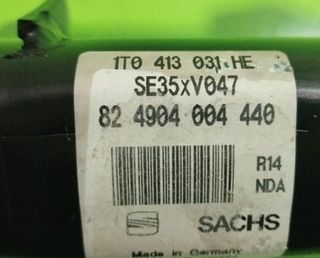 1T0 413 031 HE
SE35xV047
82 4904 004 440
R14
NDA
SACHS
Made in Germany